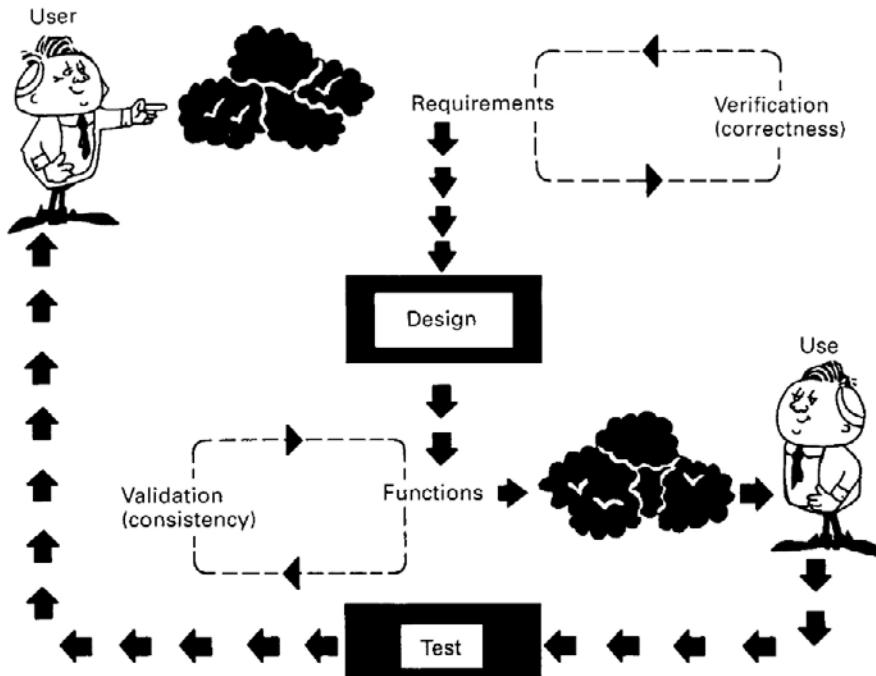 User
Requirements
Verification
(correctness)
Design
Use
Validation
(consistency)
Functions
Test